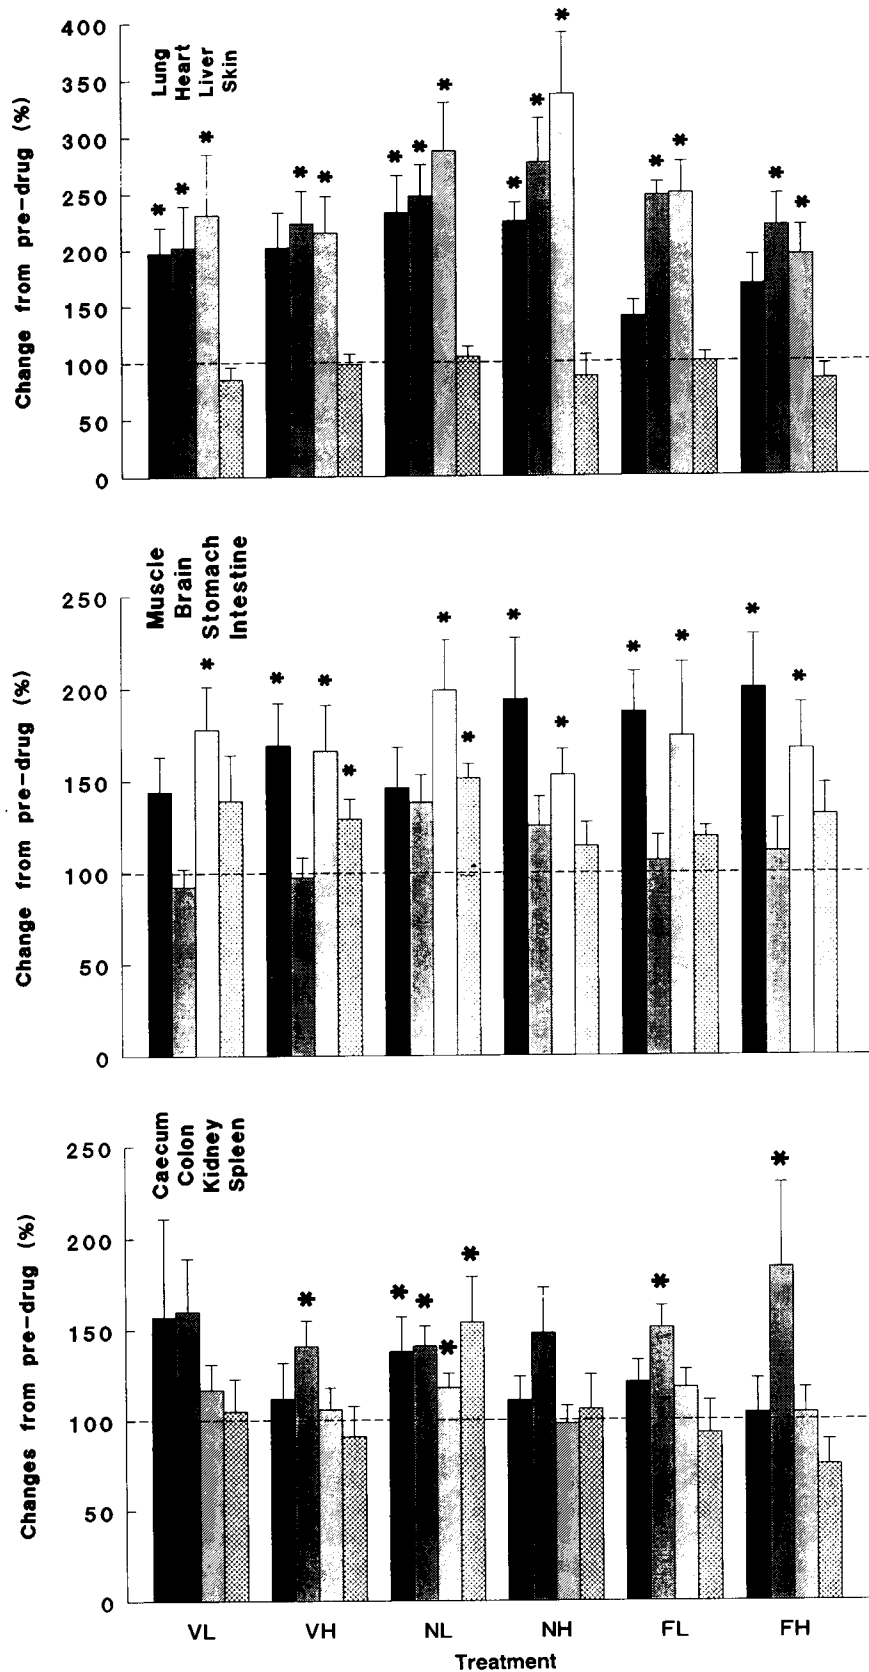 400
350
300
250
200
150
100
50
0
Change from pre-drug (%)
Lung
Heart
Liver
Skin
* * * * * * * * * * * * * * *
250
200
150
100
50
0
Change from pre-drug (%)
Muscle
Brain
Stomach
Intestine
* * * * * * * * * * * *
250
200
150
100
50
0
Changes from pre-drug (%)
Caecum
Colon
Kidney
Spleen
* * * * * * *
VL VH NL NH FL FH
Treatment